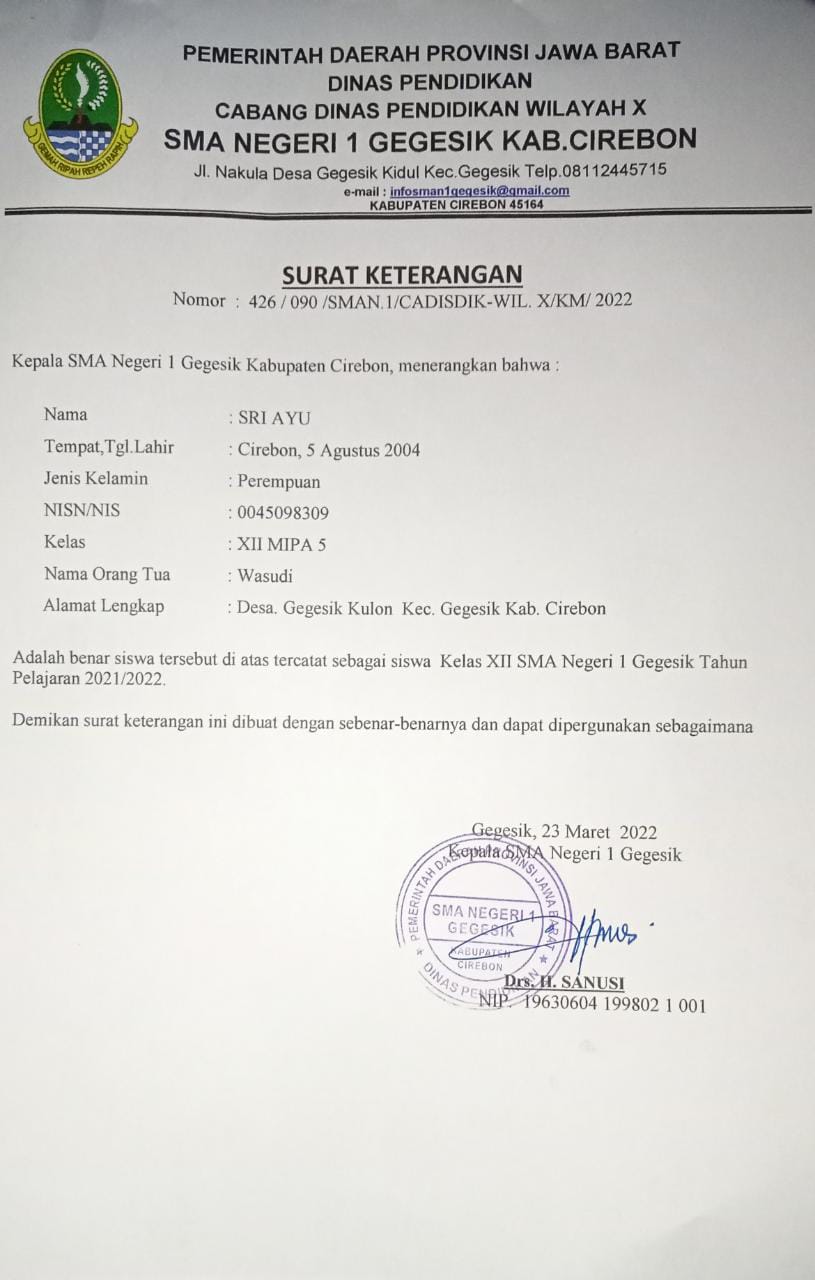 PEMERINTAH DAERAH PROVINSI JAWA BARAT
DINAS PENDIDIKAN
CABANG DINAS PENDIDIKAN WILAYAH X
SMA NEGERI 1 GEGESIK KAB.CIREBON
Jl. Nakula Desa Gegesik Kidul Kec.Gegesik Telp.08112445715
e-mail : infosman1gegesik@gmail.com
KABUPATEN CIREBON 45164
GEMAH RIPAH REPEH RAPIH
SURAT KETERANGAN
Nomor : 426 / 090 /SMAN.1/CADISDIK-WIL. X/KM/ 2022
Kepala SMA Negeri 1 Gegesik Kabupaten Cirebon, menerangkan bahwa :
Nama : SRI AYU
Tempat,Tgl.Lahir : Cirebon, 5 Agustus 2004
Jenis Kelamin : Perempuan
NISN/NIS : 0045098309
Kelas : XII MIPA 5
Nama Orang Tua : Wasudi
Alamat Lengkap : Desa. Gegesik Kulon Kec. Gegesik Kab. Cirebon
Adalah benar siswa tersebut di atas tercatat sebagai siswa Kelas XII SMA Negeri 1 Gegesik Tahun
Pelajaran 2021/2022.
Demikan surat keterangan ini dibuat dengan sebenar-benarnya dan dapat dipergunakan sebagaimana
Gegesik, 23 Maret 2022
Kepala SMA Negeri 1 Gegesik
PEMERINTAH DAERAH PROVINSI JAWA BARAT
SMA NEGERI 1
GEGESIK
KABUPATEN
CIREBON
DINAS PENDIDIKAN
Drs. H. SANUSI
NIP. 19630604 199802 1 001